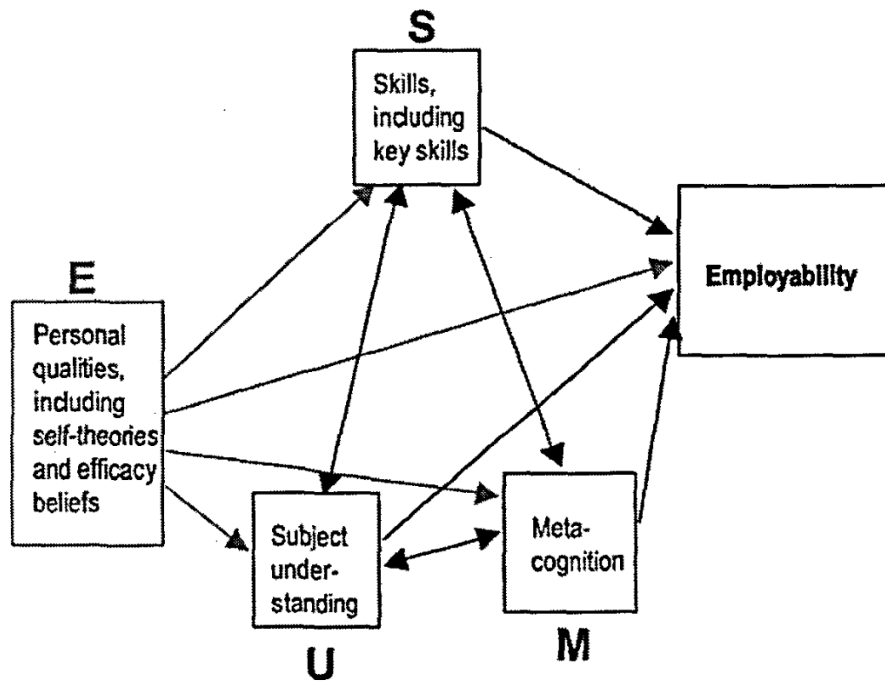 S
Skills,
including
key skills
E
Personal
qualities,
including
self-theories
and efficacy
beliefs
Employability
Subject
under-
standing
U
Meta-
cognition
M